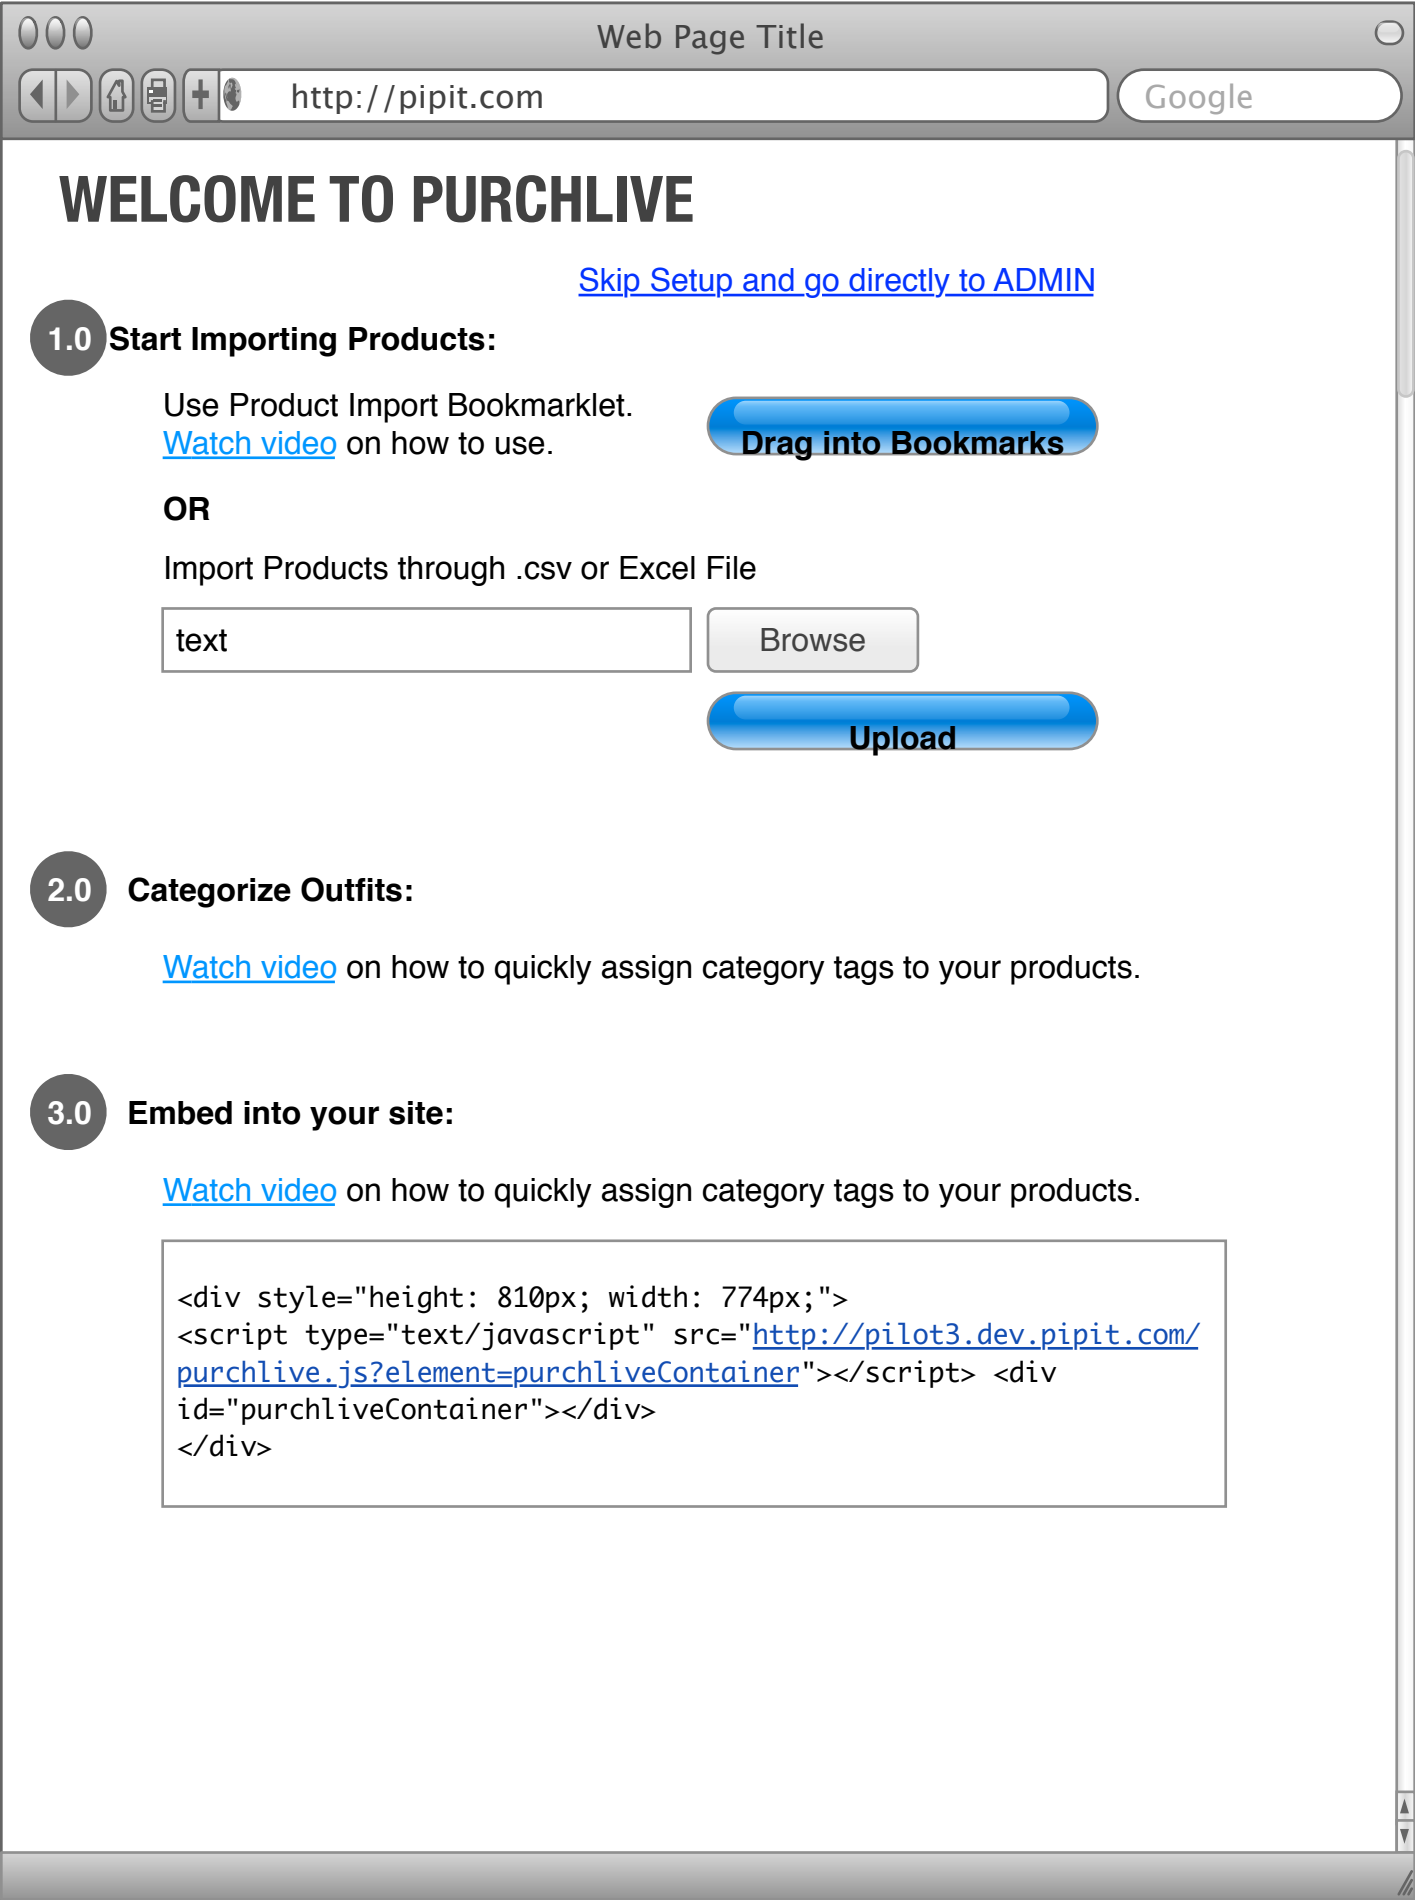 Web Page Title
http://pipit.com
Google
WELCOME TO PURCHLIVE
Skip Setup and go directly to ADMIN
1.0 Start Importing Products:
Use Product Import Bookmarklet.
Watch video on how to use.
Drag into Bookmarks
OR
Import Products through .csv or Excel File
text
Browse
Upload
2.0 Categorize Outfits:
Watch video on how to quickly assign category tags to your products.
3.0 Embed into your site:
Watch video on how to quickly assign category tags to your products.
<div style="height: 810px; width: 774px;">
<script type="text/javascript" src="http://pilot3.dev.pipit.com/
purchlive.js?element=purchliveContainer"></script> <div
id="purchliveContainer"></div>
</div>